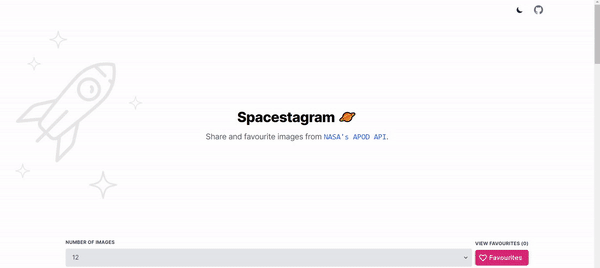 Spacestagram 🪐
Share and favourite images from NASA's APOD API.
NUMBER OF IMAGES
12
VIEW FAVOURITES (0)
Favourites